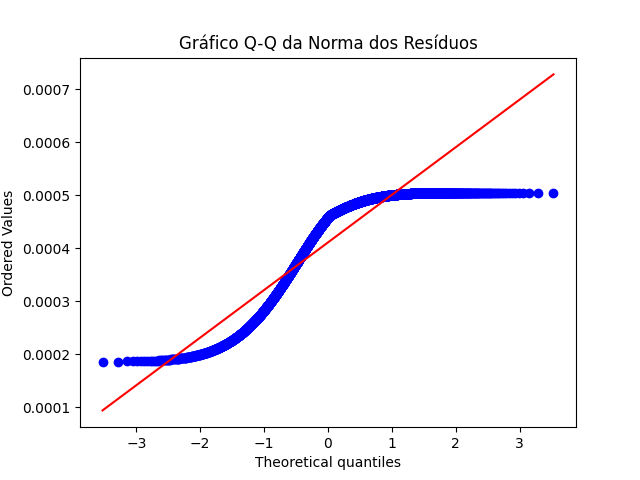 Gráfico Q-Q da Norma dos Resíduos
Ordered Values
0.0007
0.0006
0.0005
0.0004
0.0003
0.0002
0.0001
−3 −2 −1 0 1 2 3
Theoretical quantiles